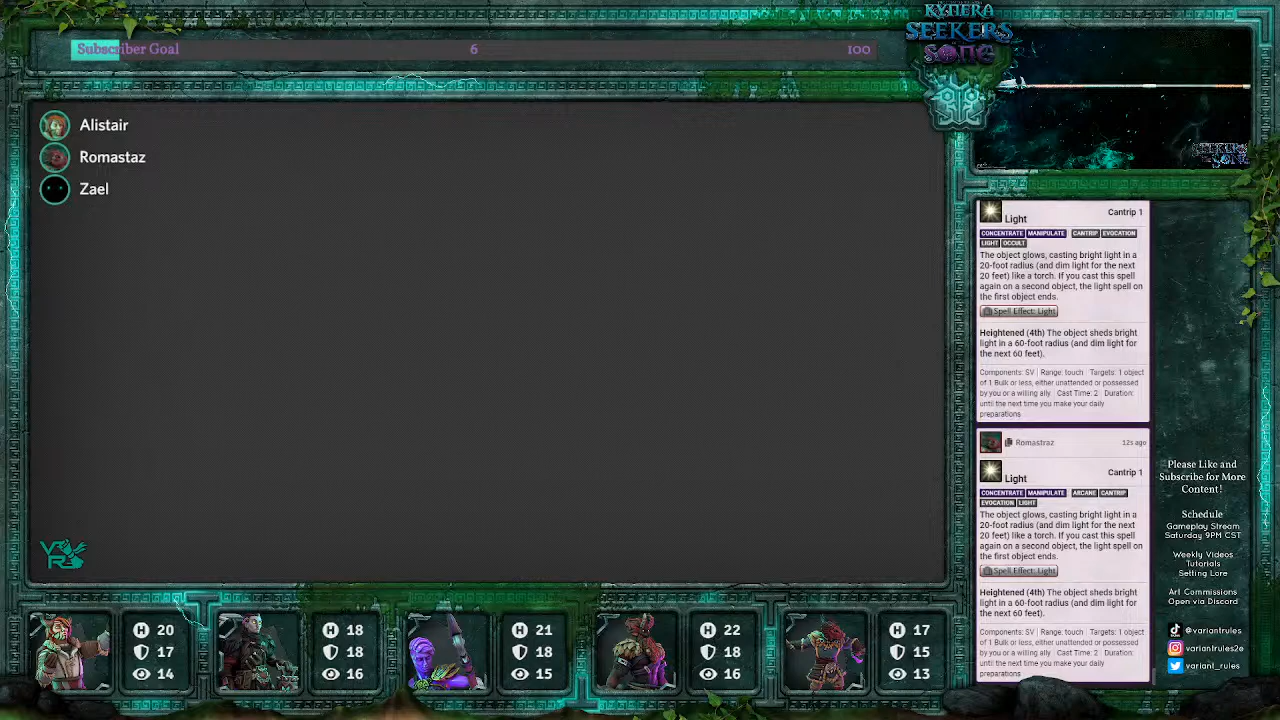 Subscriber Goal
6
100
KYNERA
SEEKERS
SONG
Alistair
Romastaz
Zael
Light
Cantrip 1
CONCENTRATE MANIPULATE CANTRIP EVOCATION
LIGHT OCCULT
The object glows, casting bright light in a
20-foot radius (and dim light for the next
20 feet) like a torch. If you cast this spell
again on a second object, the light spell on
the first object ends.
Spell Effect: Light
Heightened (4th) The object sheds bright
light in a 60-foot radius (and dim light for
the next 60 feet).
Components: SV | Range: touch | Targets: 1 object
of 1 Bulk or less, either unattended or possessed
by you or a willing ally | Cast Time: 2 | Duration:
until the next time you make your daily
preparations
Romastraz
12s ago
Light
Cantrip 1
CONCENTRATE MANIPULATE ARCANE CANTRIP
EVOCATION LIGHT
The object glows, casting bright light in a
20-foot radius (and dim light for the next
20 feet) like a torch. If you cast this spell
again on a second object, the light spell on
the first object ends.
Spell Effect: Light
Heightened (4th) The object sheds bright
light in a 60-foot radius (and dim light for
the next 60 feet).
Components: SV | Range: touch | Targets: 1 object
of 1 Bulk or less, either unattended or possessed
by you or a willing ally | Cast Time: 2 | Duration:
until the next time you make your daily
preparations
Please Like and
Subscribe for More
Content!
Schedule
Gameplay Stream
Saturday 9PM CST
Weekly Videos
Tutorials
Setting Lore
Art Commissions
Open via Discord
@variantrules
variantrules2e
variant_rules
H 20
17
14
H 18
18
16
H 21
18
15
H 22
18
16
H 17
15
13